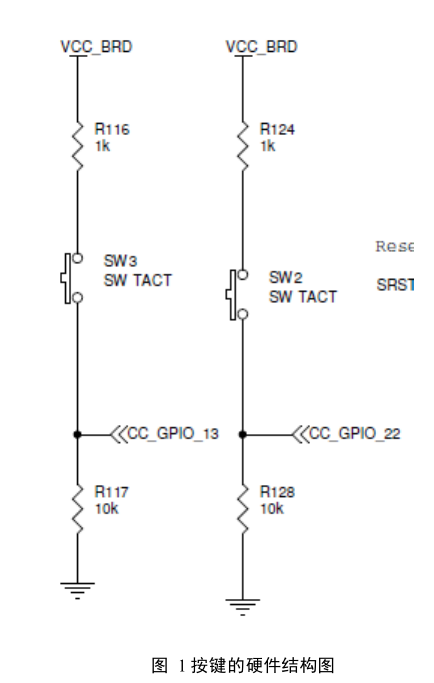 VCC_BRD
VCC_BRD
R116
1k
R124
1k
SW3
SW TACT
SW2
SW TACT
Rese
SRST
CC_GPIO_13
CC_GPIO_22
R117
10k
R128
10k
图 1 按键的硬件结构图